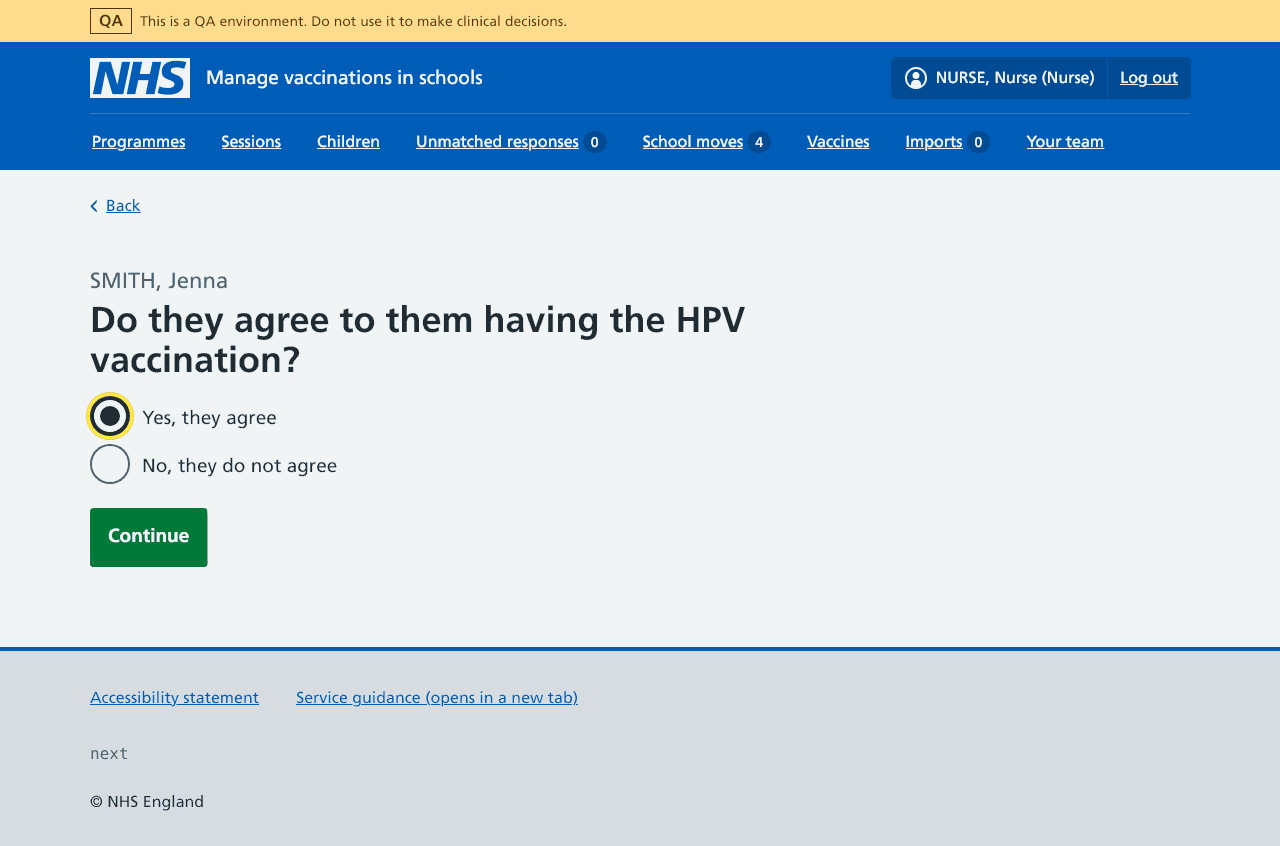 QA This is a QA environment. Do not use it to make clinical decisions.
NHS Manage vaccinations in schools NURSE, Nurse (Nurse) Log out
Programmes Sessions Children Unmatched responses 0 School moves 4 Vaccines Imports 0 Your team
Back
SMITH, Jenna
Do they agree to them having the HPV
vaccination?
Yes, they agree
No, they do not agree
Continue
Accessibility statement Service guidance (opens in a new tab)
next
© NHS England